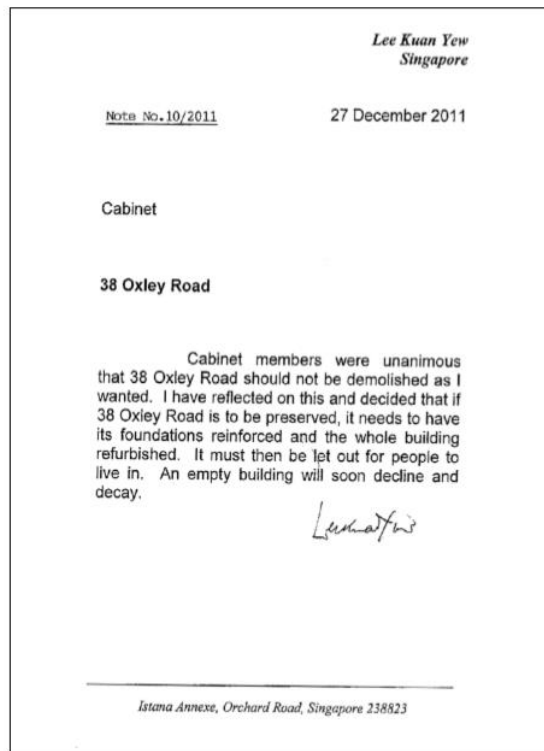 Lee Kuan Yew
Singapore
Note No.10/2011
27 December 2011
Cabinet
38 Oxley Road
Cabinet members were unanimous
that 38 Oxley Road should not be demolished as I
wanted. I have reflected on this and decided that if
38 Oxley Road is to be preserved, it needs to have
its foundations reinforced and the whole building
refurbished. It must then be let out for people to
live in. An empty building will soon decline and
decay.
Istana Annexe, Orchard Road, Singapore 238823